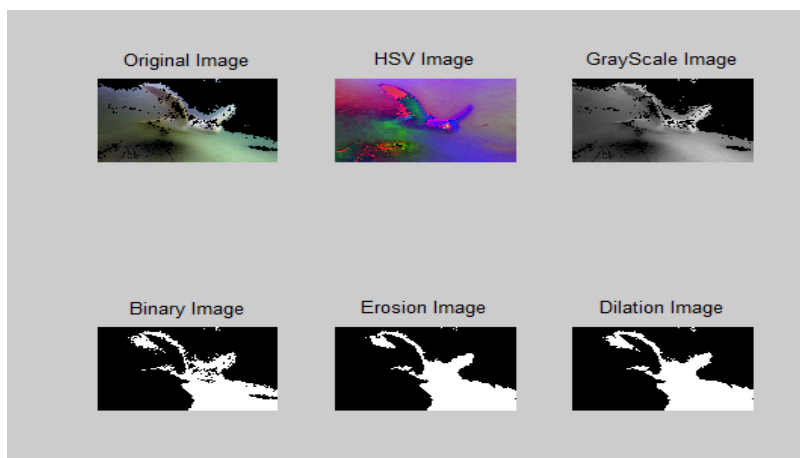 Original Image
HSV Image
GrayScale Image
Binary Image
Erosion Image
Dilation Image